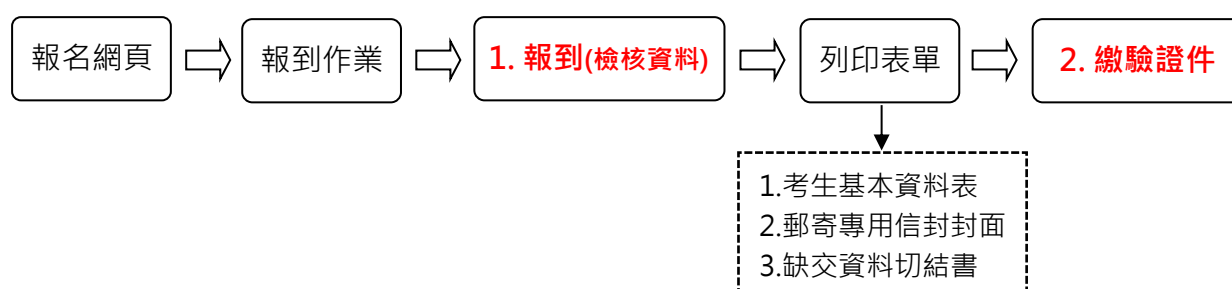 報名網頁
報到作業
1. 報到(檢核資料)
列印表單
2. 繳驗證件
1.考生基本資料表
2.郵寄專用信封封面
3.缺交資料切結書